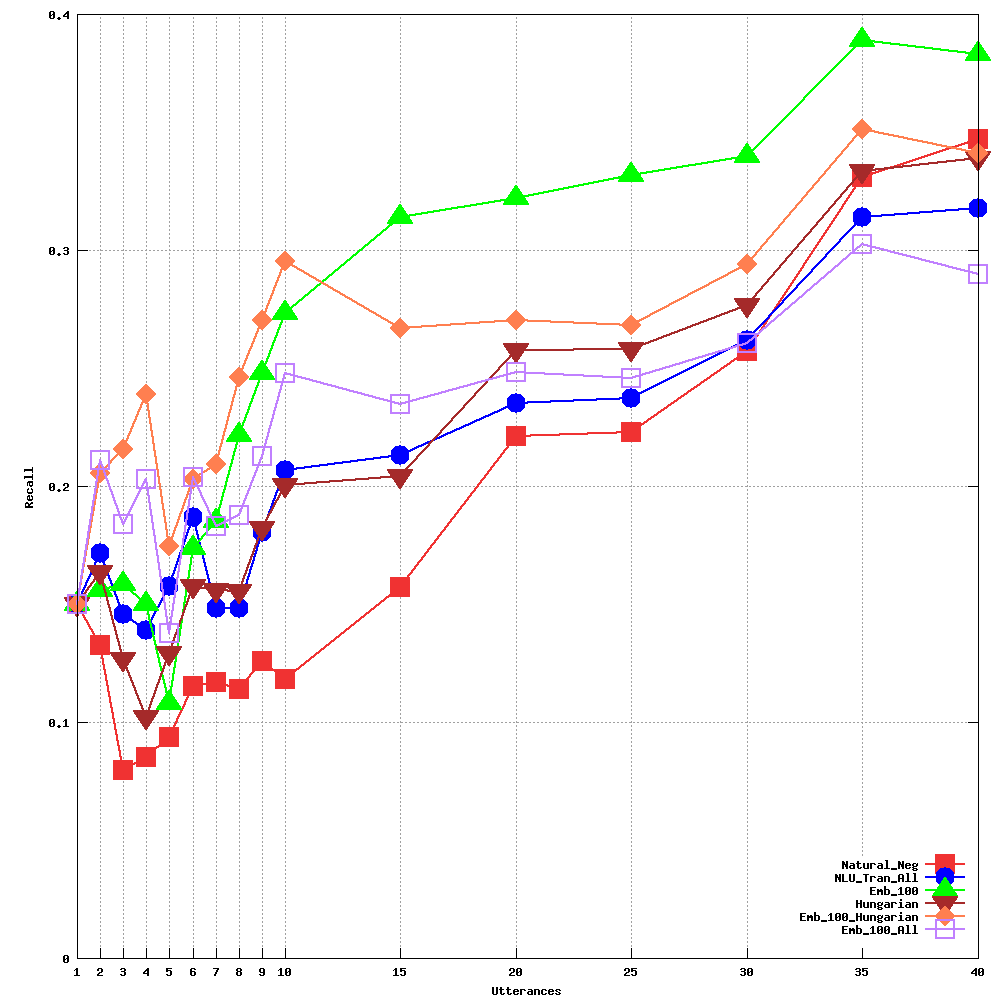 0.4
0.3
0.2
0.1
0
Recall
1 2 3 4 5 6 7 8 9 10 15 20 25 30 35 40
Utterances
Natural_Neg
NLU_Tran_All
Emb_100
Hungarian
Emb_100_Hungarian
Emb_100_All